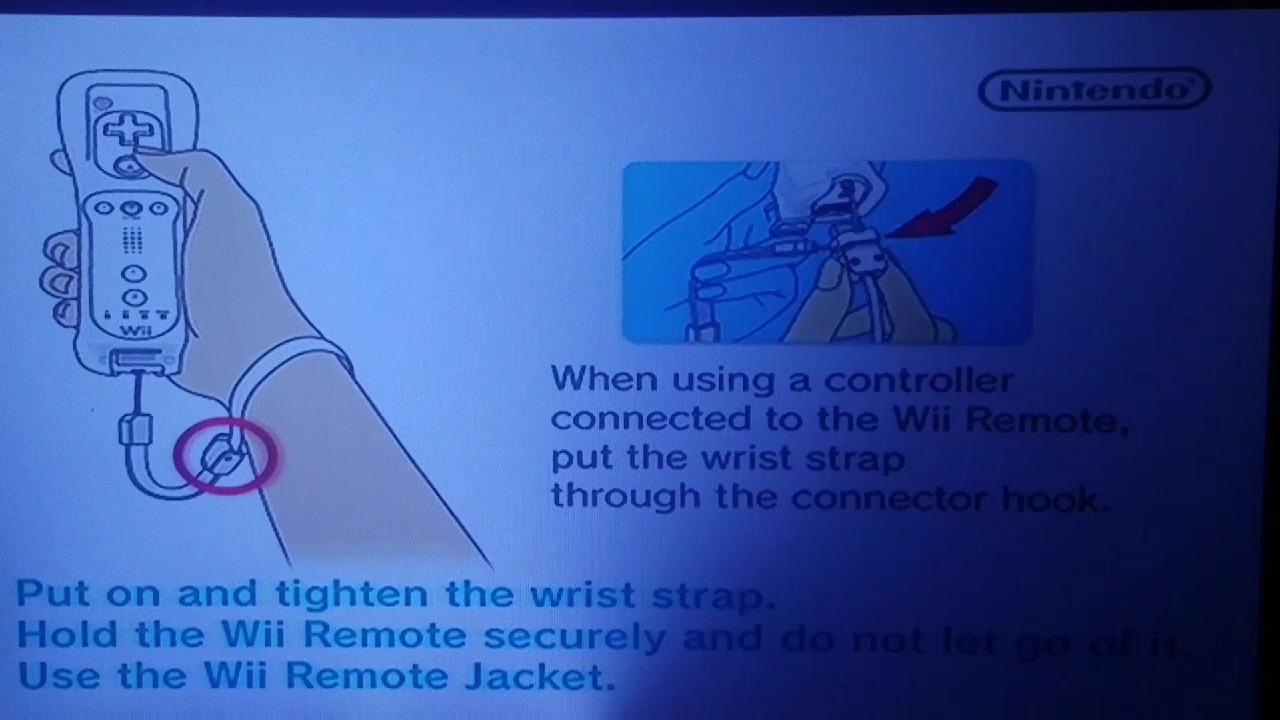 Nintendo®
Wii
When using a controller
connected to the Wii Remote,
put the wrist strap
through the connector hook.
Put on and tighten the wrist strap.
Hold the Wii Remote securely and do not let go of it.
Use the Wii Remote Jacket.